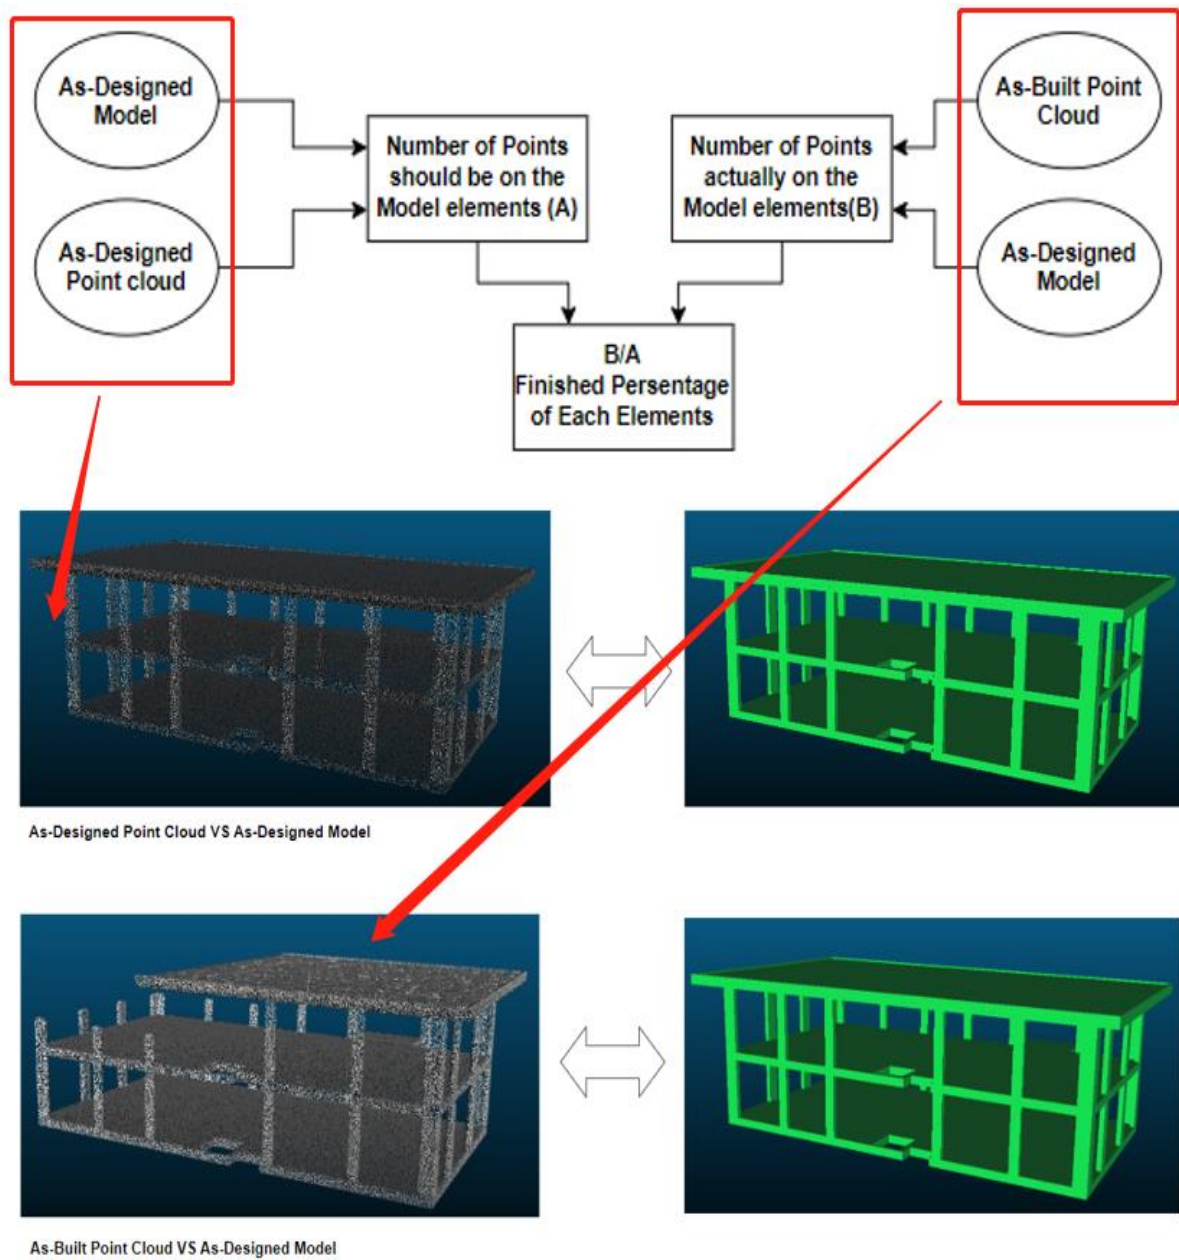 As-Designed
Model
As-Designed
Point cloud
Number of Points
should be on the
Model elements (A)
Number of Points
actually on the
Model elements(B)
As-Built Point
Cloud
As-Designed
Model
B/A
Finished Persentage
of Each Elements
As-Designed Point Cloud VS As-Designed Model
As-Built Point Cloud VS As-Designed Model